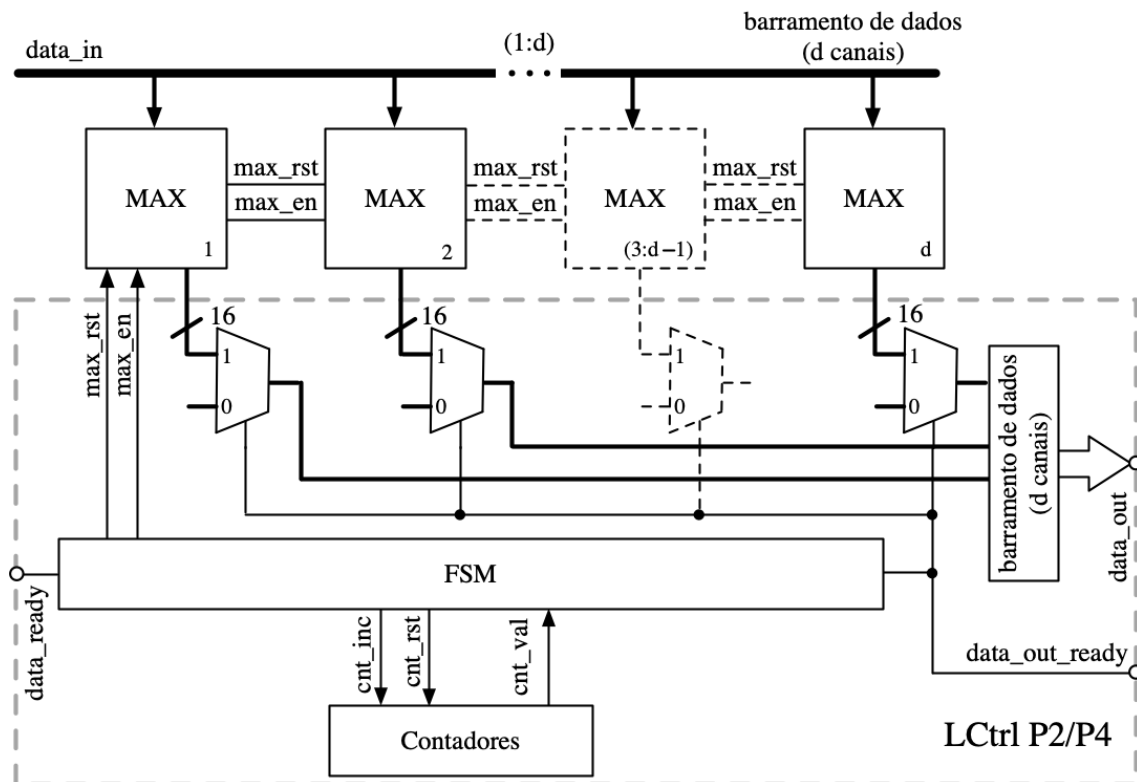 data_in
(1:d)
barramento de dados
(d canais)
MAX
1
max_rst
max_en
MAX
2
max_rst
max_en
MAX
(3:d−1)
max_rst
max_en
MAX
d
max_rst
max_en
16
1
0
16
1
0
1
0
16
1
0
barramento de dados
(d canais)
data_out
FSM
data_ready
cnt_inc
cnt_rst
cnt_val
data_out_ready
Contadores
LCtrl P2/P4